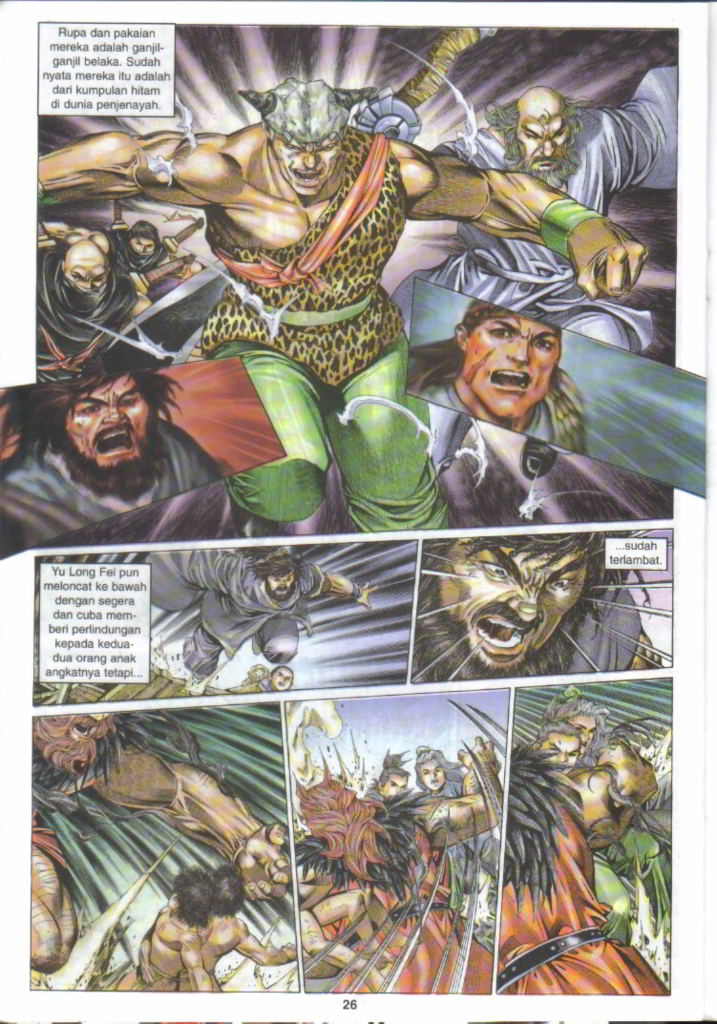 Rupa dan pakaian
mereka adalah ganjil-
ganjil belaka. Sudah
nyata mereka itu adalah
dari kumpulan hitam
di dunia penjenayah.
Yu Long Fei pun
meloncat ke bawah
dengan segera
dan cuba mem-
beri perlindungan
kepada kedua-
dua orang anak
angkatnya tetapi...
...sudah
terlambat.
26